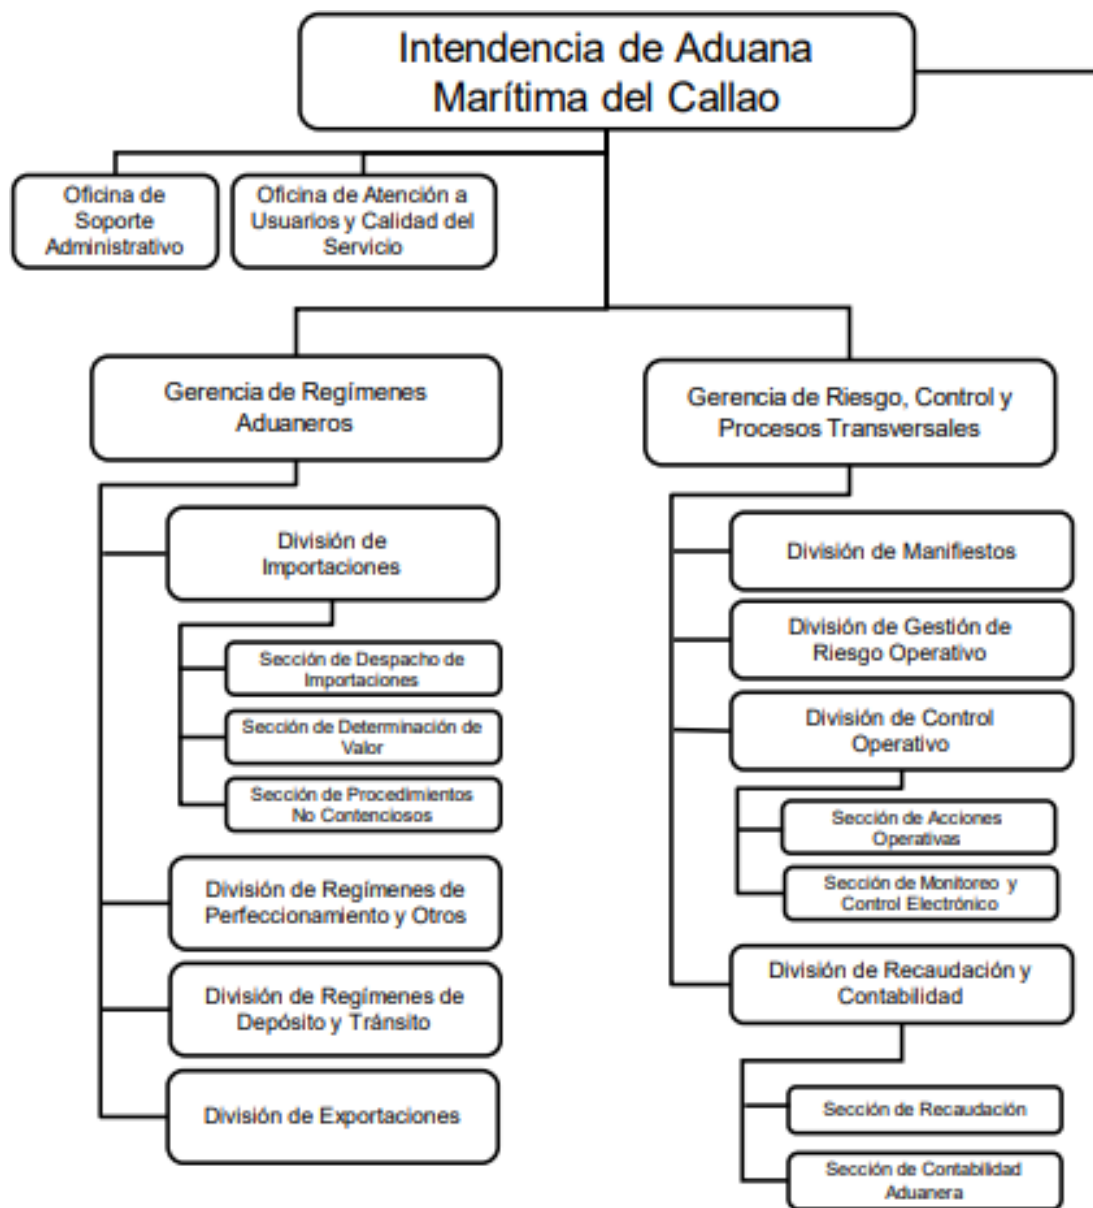 Intendencia de Aduana
Marítima del Callao
Oficina de
Soporte
Administrativo
Oficina de Atención a
Usuarios y Calidad del
Servicio
Gerencia de Regímenes
Aduaneros
División de
Importaciones
Sección de Despacho de
Importaciones
Sección de Determinación de
Valor
Sección de Procedimientos
No Contenciosos
División de Regímenes de
Perfeccionamiento y Otros
División de Regímenes de
Depósito y Tránsito
División de Exportaciones
Gerencia de Riesgo, Control y
Procesos Transversales
División de Manifiestos
División de Gestión de
Riesgo Operativo
División de Control
Operativo
Sección de Acciones
Operativas
Sección de Monitoreo y
Control Electrónico
División de Recaudación y
Contabilidad
Sección de Recaudación
Sección de Contabilidad
Aduanera